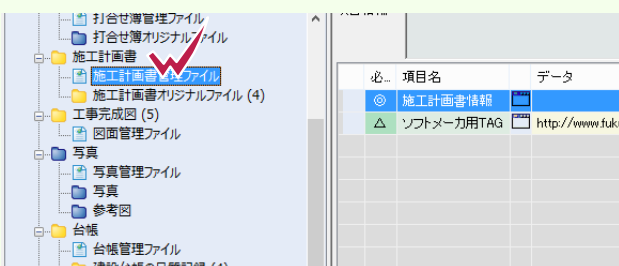 打合せ簿管理ファイル
打合せ簿オリジナルファイル
施工計画書
施工計画書管理ファイル
施工計画書オリジナルファイル (4)
工事完成図 (5)
図面管理ファイル
写真
写真管理ファイル
写真
参考図
台帳
台帳管理ファイル
必... 項目名 データ
◎ 施工計画書情報
△ ソフトメーカ用TAG http://www.fuk